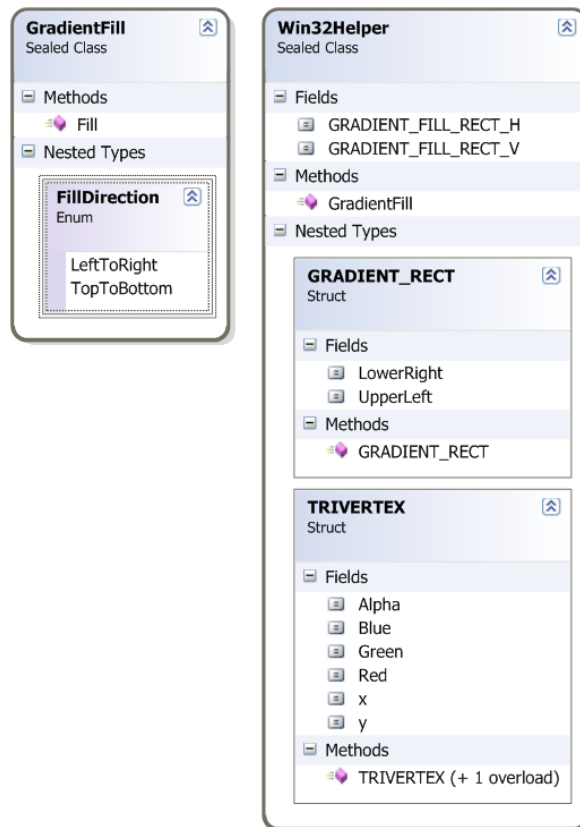 GradientFill
Sealed Class
Methods
Fill
Nested Types
FillDirection
Enum
LeftToRight
TopToBottom
Win32Helper
Sealed Class
Fields
GRADIENT_FILL_RECT_H
GRADIENT_FILL_RECT_V
Methods
GradientFill
Nested Types
GRADIENT_RECT
Struct
Fields
LowerRight
UpperLeft
Methods
GRADIENT_RECT
TRIVERTEX
Struct
Fields
Alpha
Blue
Green
Red
x
y
Methods
TRIVERTEX (+ 1 overload)